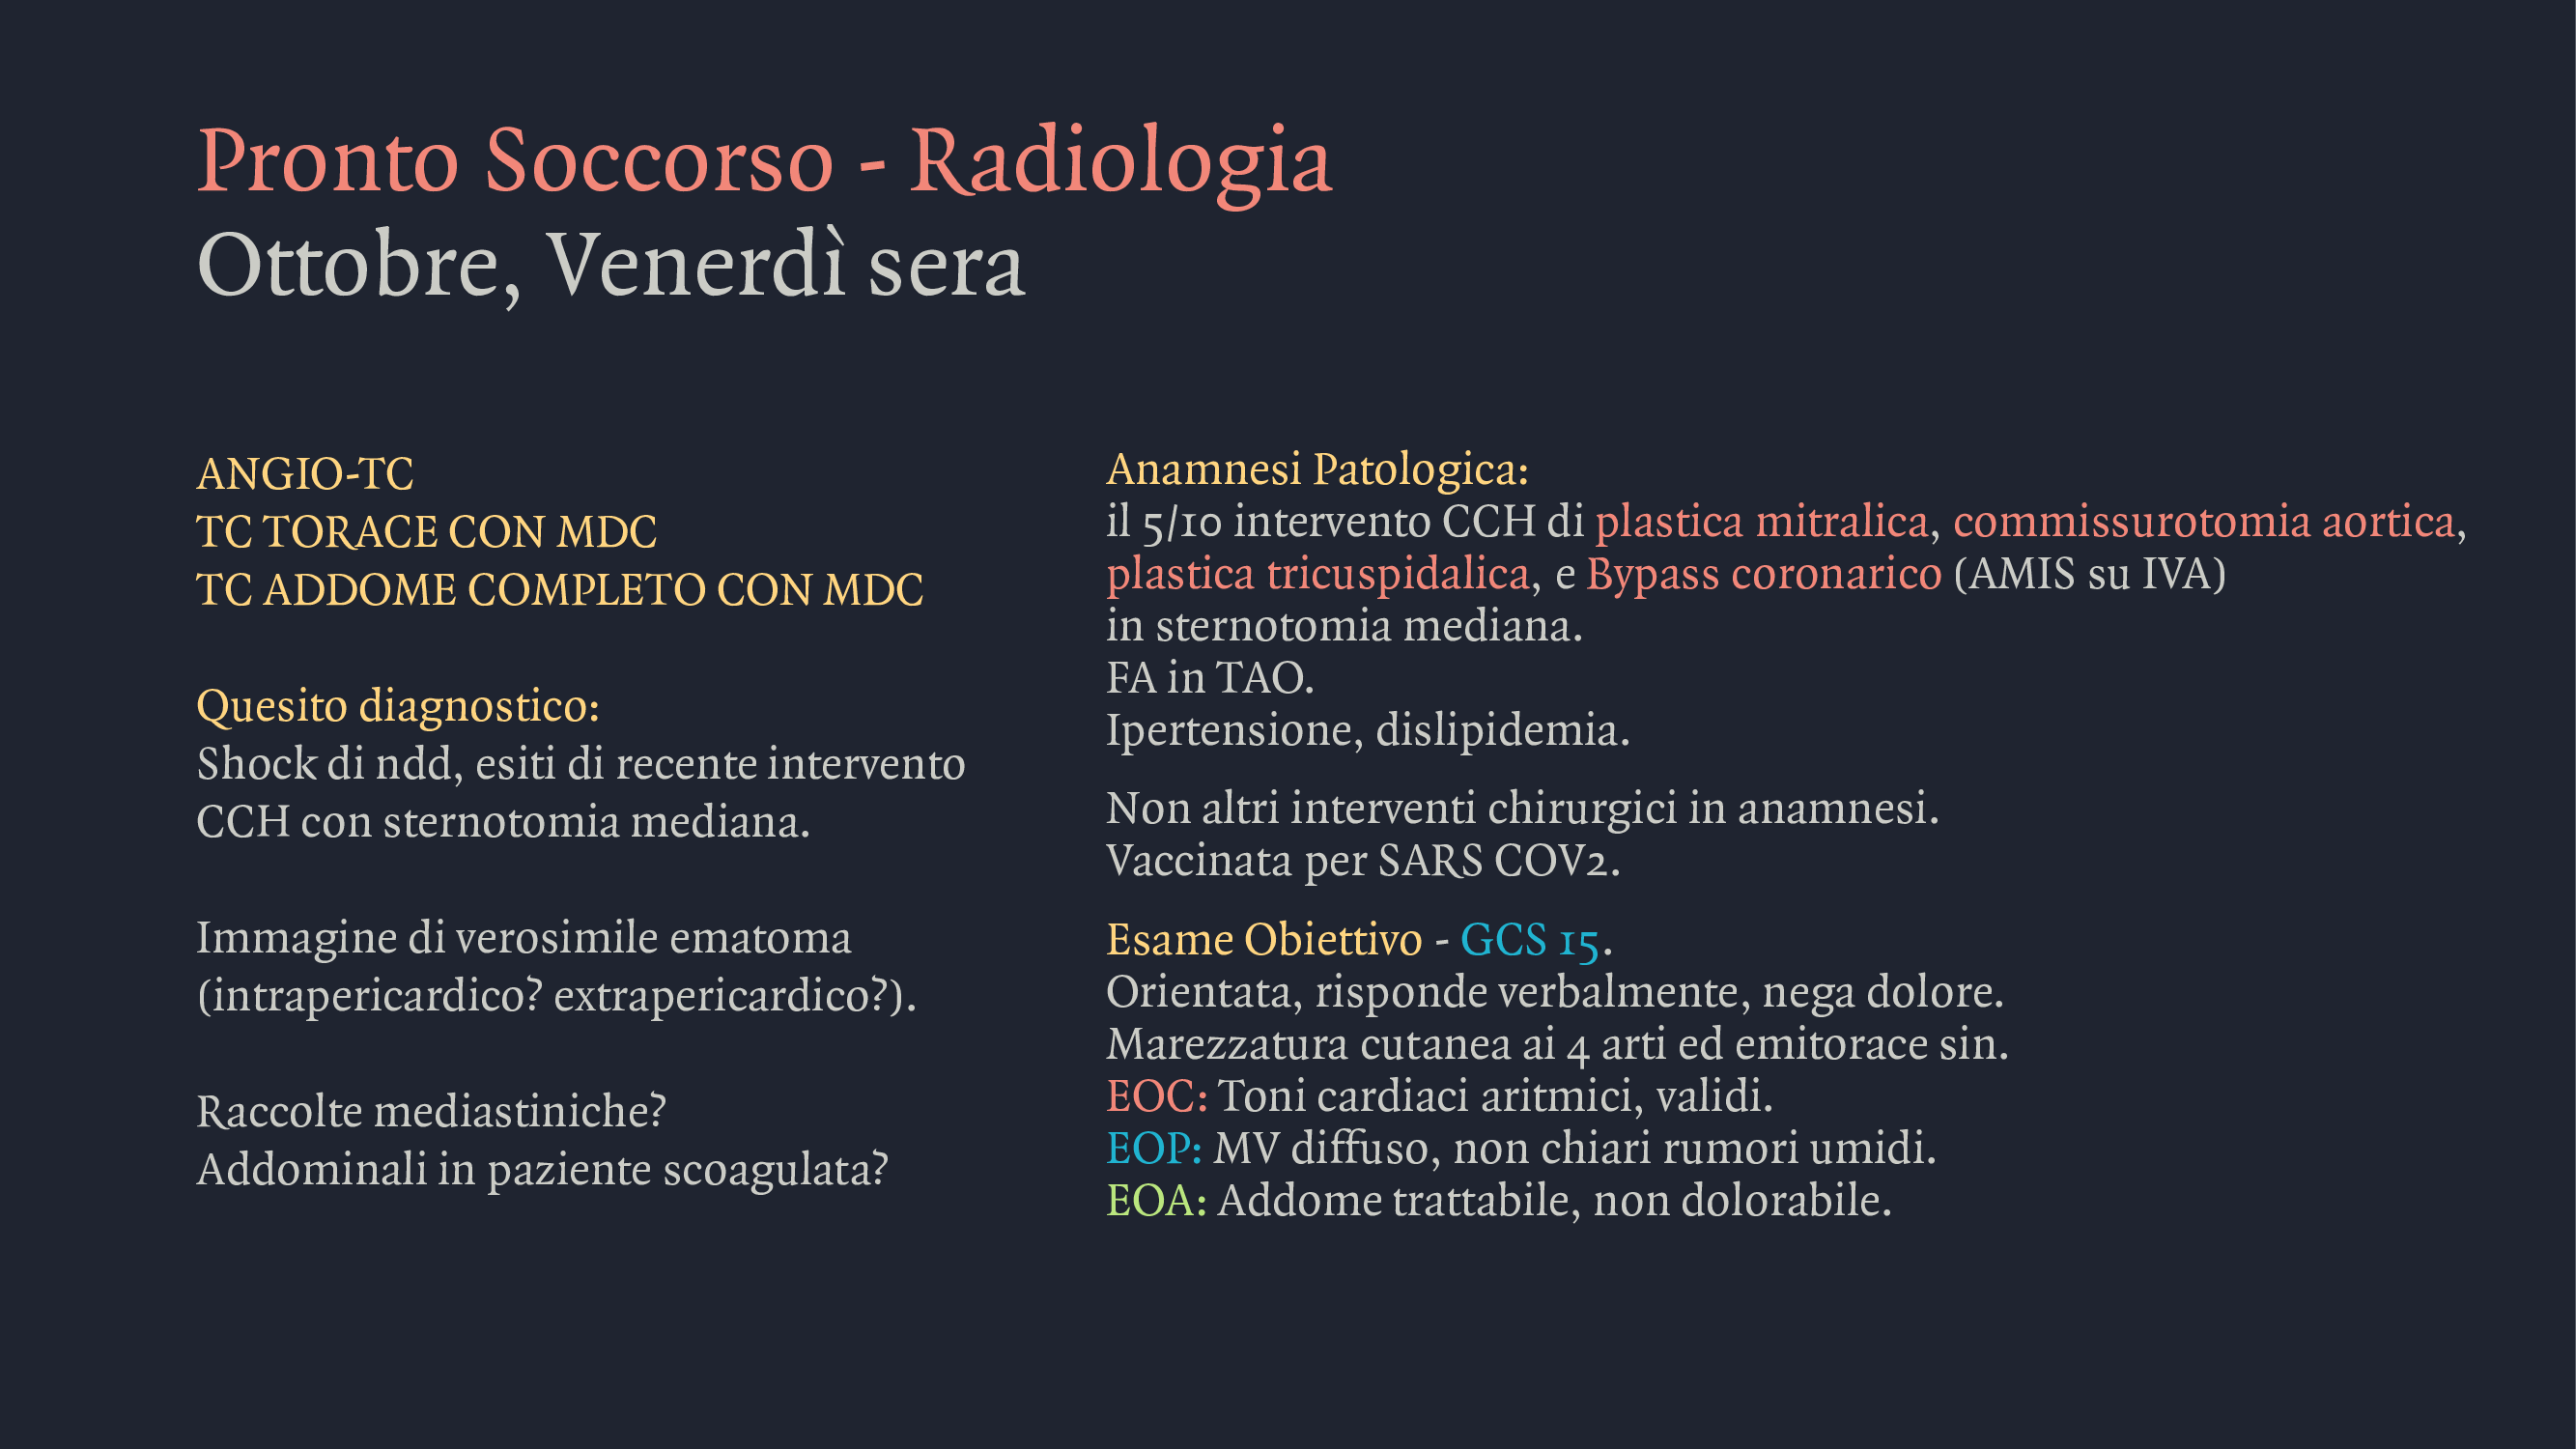 Pronto Soccorso - Radiologia
Ottobre, Venerdì sera
ANGIO-TC
TC TORACE CON MDC
TC ADDOME COMPLETO CON MDC
Quesito diagnostico:
Shock di ndd, esiti di recente intervento
CCH con sternotomia mediana.
Immagine di verosimile ematoma
(intrapericardico? extrapericardico?).
Raccolte mediastiniche?
Addominali in paziente scoagulata?
Anamnesi Patologica:
il 5/10 intervento CCH di plastica mitralica, commissurotomia aortica,
plastica tricuspidalica, e Bypass coronarico (AMIS su IVA)
in sternotomia mediana.
FA in TAO.
Ipertensione, dislipidemia.
Non altri interventi chirurgici in anamnesi.
Vaccinata per SARS COV2.
Esame Obiettivo - GCS 15.
Orientata, risponde verbalmente, nega dolore.
Marezzatura cutanea ai 4 arti ed emitorace sin.
EOC: Toni cardiaci aritmici, validi.
EOP: MV diffuso, non chiari rumori umidi.
EOA: Addome trattabile, non dolorabile.